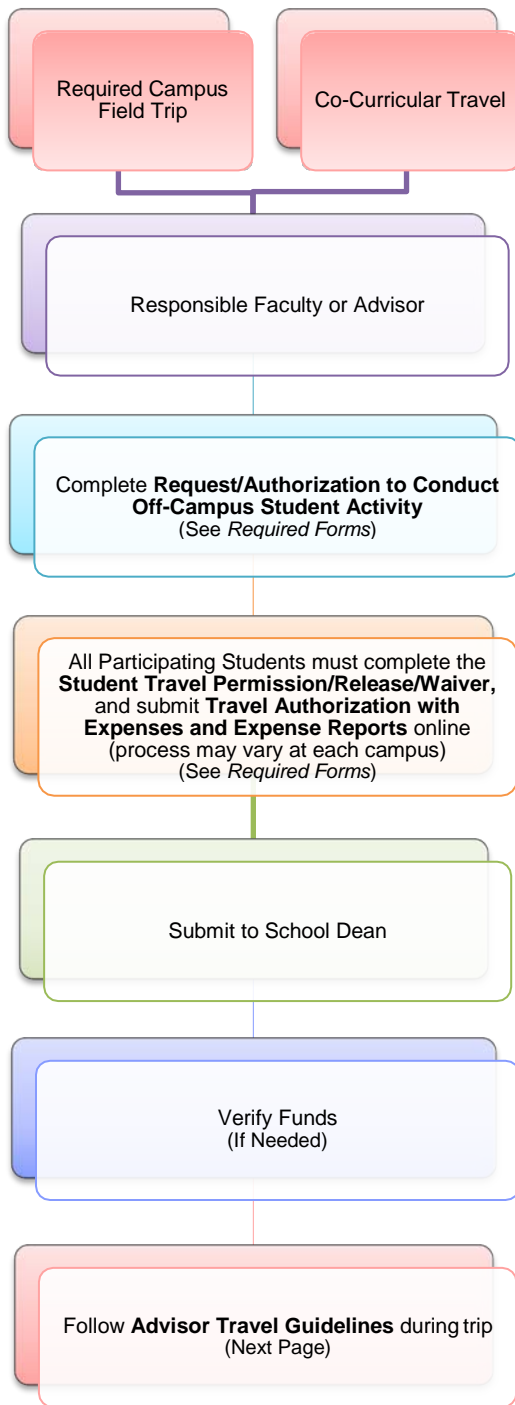 Required Campus
Field Trip
Co-Curricular Travel
Responsible Faculty or Advisor
Complete Request/Authorization to Conduct
Off-Campus Student Activity
(See Required Forms)
All Participating Students must complete the
Student Travel Permission/Release/Waiver,
and submit Travel Authorization with
Expenses and Expense Reports online
(process may vary at each campus)
(See Required Forms)
Submit to School Dean
Verify Funds
(If Needed)
Follow Advisor Travel Guidelines during trip
(Next Page)